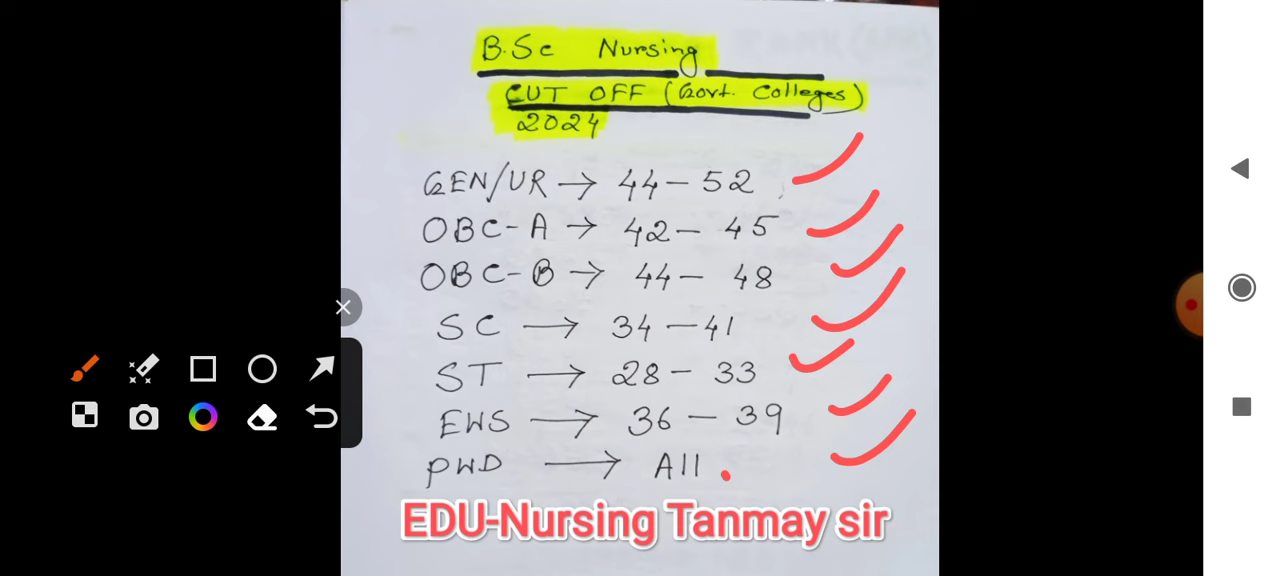 B.Sc Nursing
CUT OFF (Govt. Colleges)
2024
GEN/UR → 44 - 52
OBC-A → 42 - 45
OBC-B → 44 - 48
SC → 34 - 41
ST → 28 - 33
EWS → 36 - 39
PWD → All
EDU-Nursing Tanmay sir